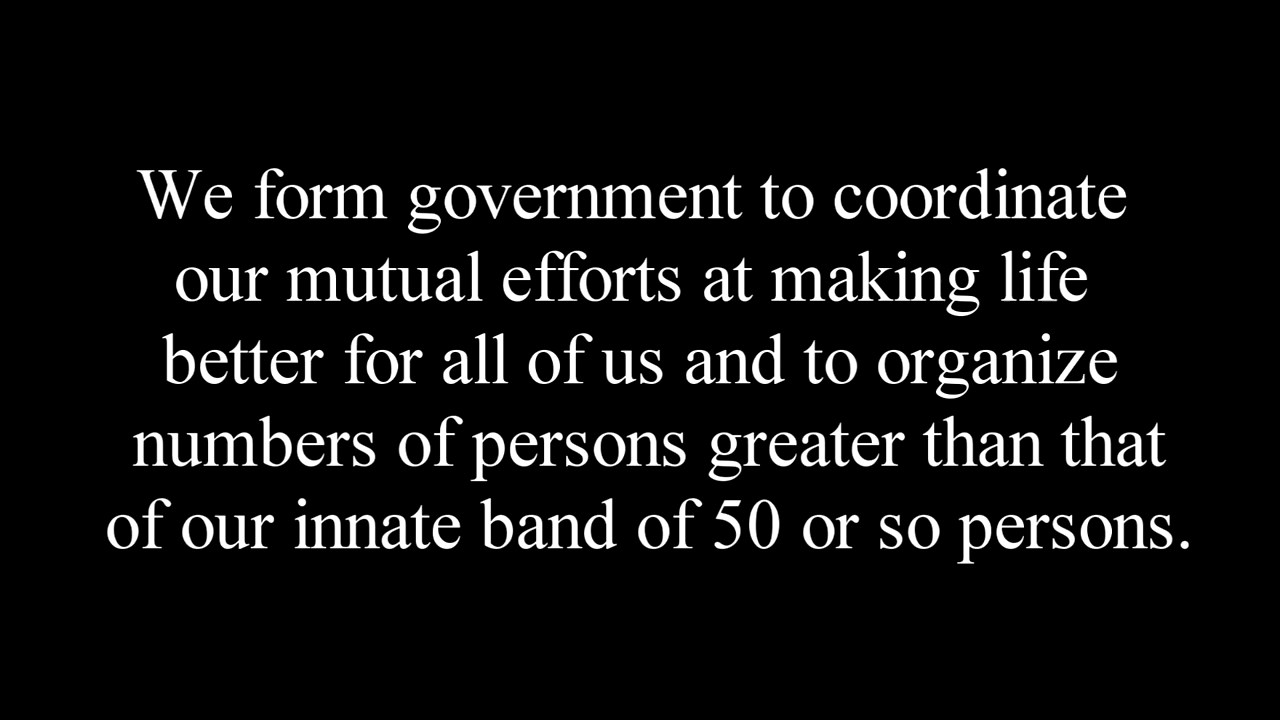 We form government to coordinate
our mutual efforts at making life
better for all of us and to organize
numbers of persons greater than that
of our innate band of 50 or so persons.